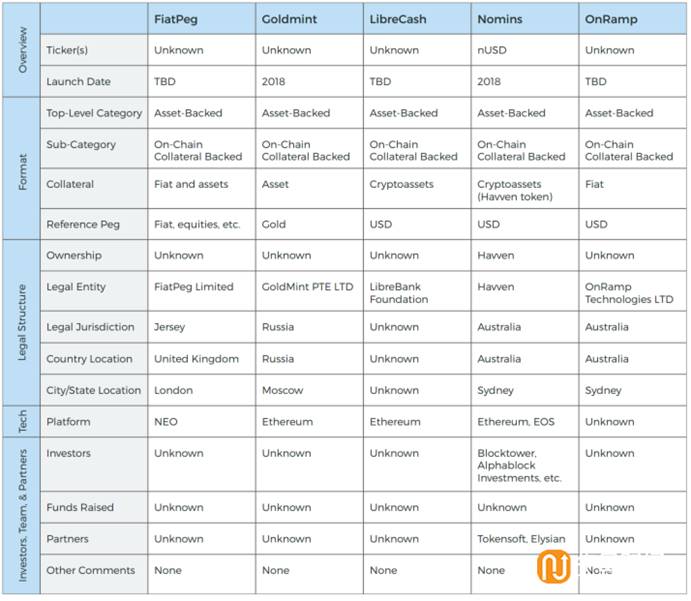 FiatPeg Goldmint LibreCash Nomins OnRamp
Overview
Ticker(s) Unknown Unknown Unknown nUSD Unknown
Launch Date TBD 2018 TBD 2018 TBD
Format
Top-Level Category Asset-Backed Asset-Backed Asset-Backed Asset-Backed Asset-Backed
Sub-Category On-Chain On-Chain On-Chain On-Chain On-Chain
Collateral Backed Collateral Backed Collateral Backed Collateral Backed Collateral Backed
Collateral Fiat and assets Asset Cryptoassets Cryptoassets Fiat
(Havven token)
Reference Peg Fiat, equities, etc. Gold USD USD USD
Legal Structure
Ownership Unknown Unknown Unknown Havven Unknown
Legal Entity FiatPeg Limited GoldMint PTE LTD LibreBank Havven OnRamp
Foundation Technologies LTD
Legal Jurisdiction Jersey Russia Unknown Australia Australia
Country Location United Kingdom Russia Unknown Australia Australia
City/State Location London Moscow Unknown Sydney Sydney
Tech
Platform NEO Ethereum Ethereum Ethereum, EOS Unknown
Investors, Team, & Partners
Investors Unknown Unknown Unknown Blocktower, Unknown
Alphablock
Investments, etc.
Funds Raised Unknown Unknown Unknown Unknown Unknown
Partners Unknown Unknown Unknown Tokensoft, Elysian Unknown
Other Comments None None None None None